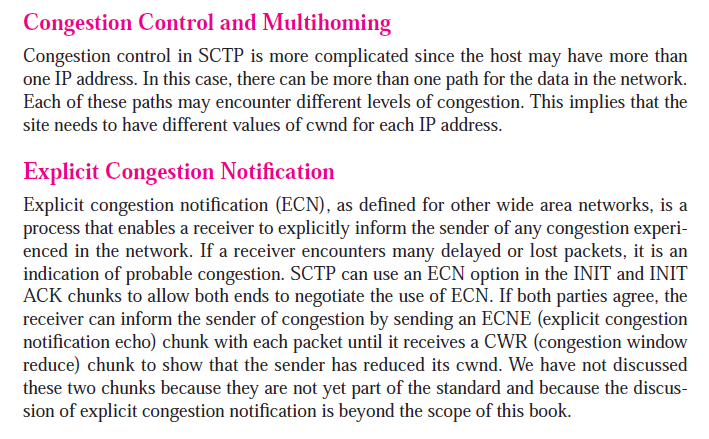 Congestion Control and Multihoming
Congestion control in SCTP is more complicated since the host may have more than
one IP address. In this case, there can be more than one path for the data in the network.
Each of these paths may encounter different levels of congestion. This implies that the
site needs to have different values of cwnd for each IP address.
Explicit Congestion Notification
Explicit congestion notification (ECN), as defined for other wide area networks, is a
process that enables a receiver to explicitly inform the sender of any congestion experi-
enced in the network. If a receiver encounters many delayed or lost packets, it is an
indication of probable congestion. SCTP can use an ECN option in the INIT and INIT
ACK chunks to allow both ends to negotiate the use of ECN. If both parties agree, the
receiver can inform the sender of congestion by sending an ECNE (explicit congestion
notification echo) chunk with each packet until it receives a CWR (congestion window
reduce) chunk to show that the sender has reduced its cwnd. We have not discussed
these two chunks because they are not yet part of the standard and because the discus-
sion of explicit congestion notification is beyond the scope of this book.